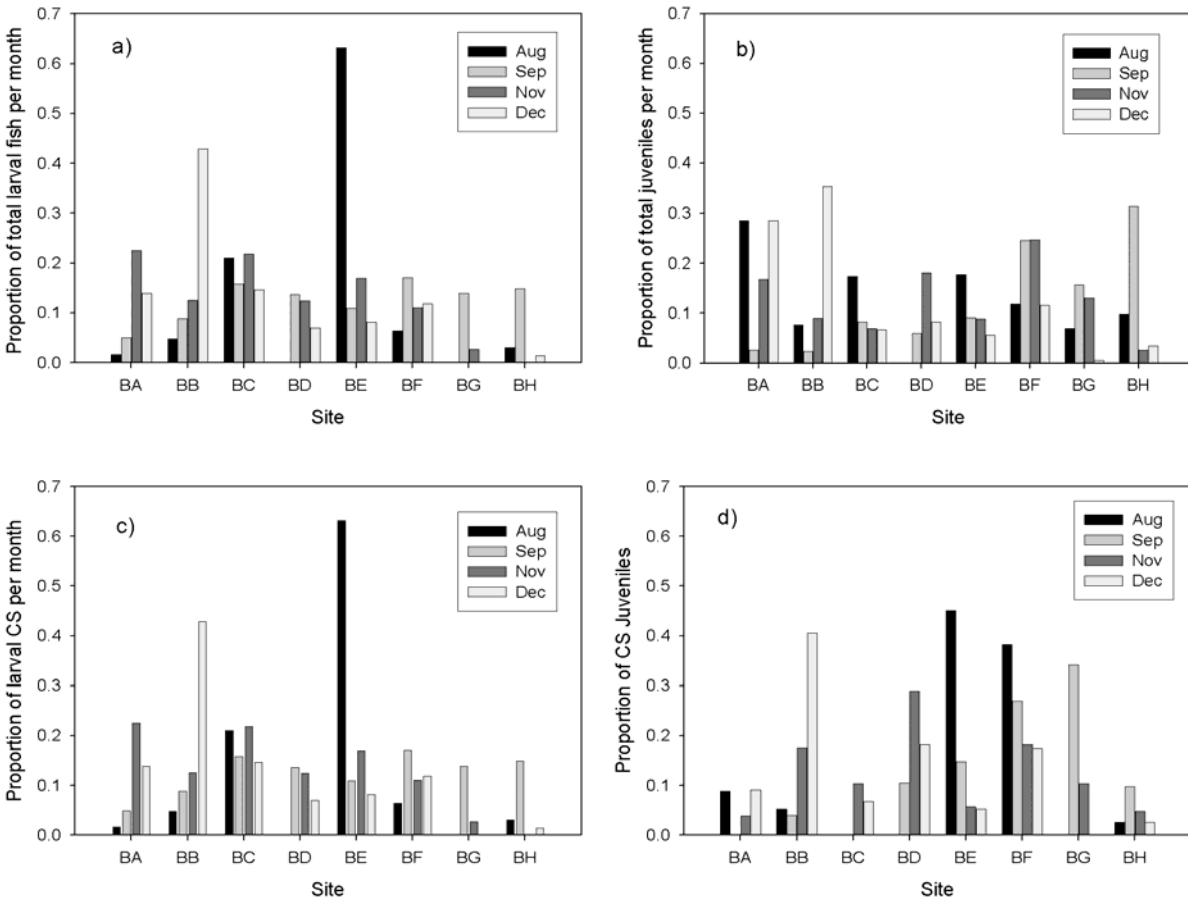 a)
Proportion of total larval fish per month
0.7
0.6
0.5
0.4
0.3
0.2
0.1
0.0
Aug
Sep
Nov
Dec
BA BB BC BD BE BF BG BH
Site
b)
Proportion of total juveniles per month
0.7
0.6
0.5
0.4
0.3
0.2
0.1
0.0
Aug
Sep
Nov
Dec
BA BB BC BD BE BF BG BH
Site
c)
Proportion of larval CS per month
0.7
0.6
0.5
0.4
0.3
0.2
0.1
0.0
Aug
Sep
Nov
Dec
BA BB BC BD BE BF BG BH
Site
d)
Proportion of CS Juveniles
0.7
0.6
0.5
0.4
0.3
0.2
0.1
0.0
Aug
Sep
Nov
Dec
BA BB BC BD BE BF BG BH
Site